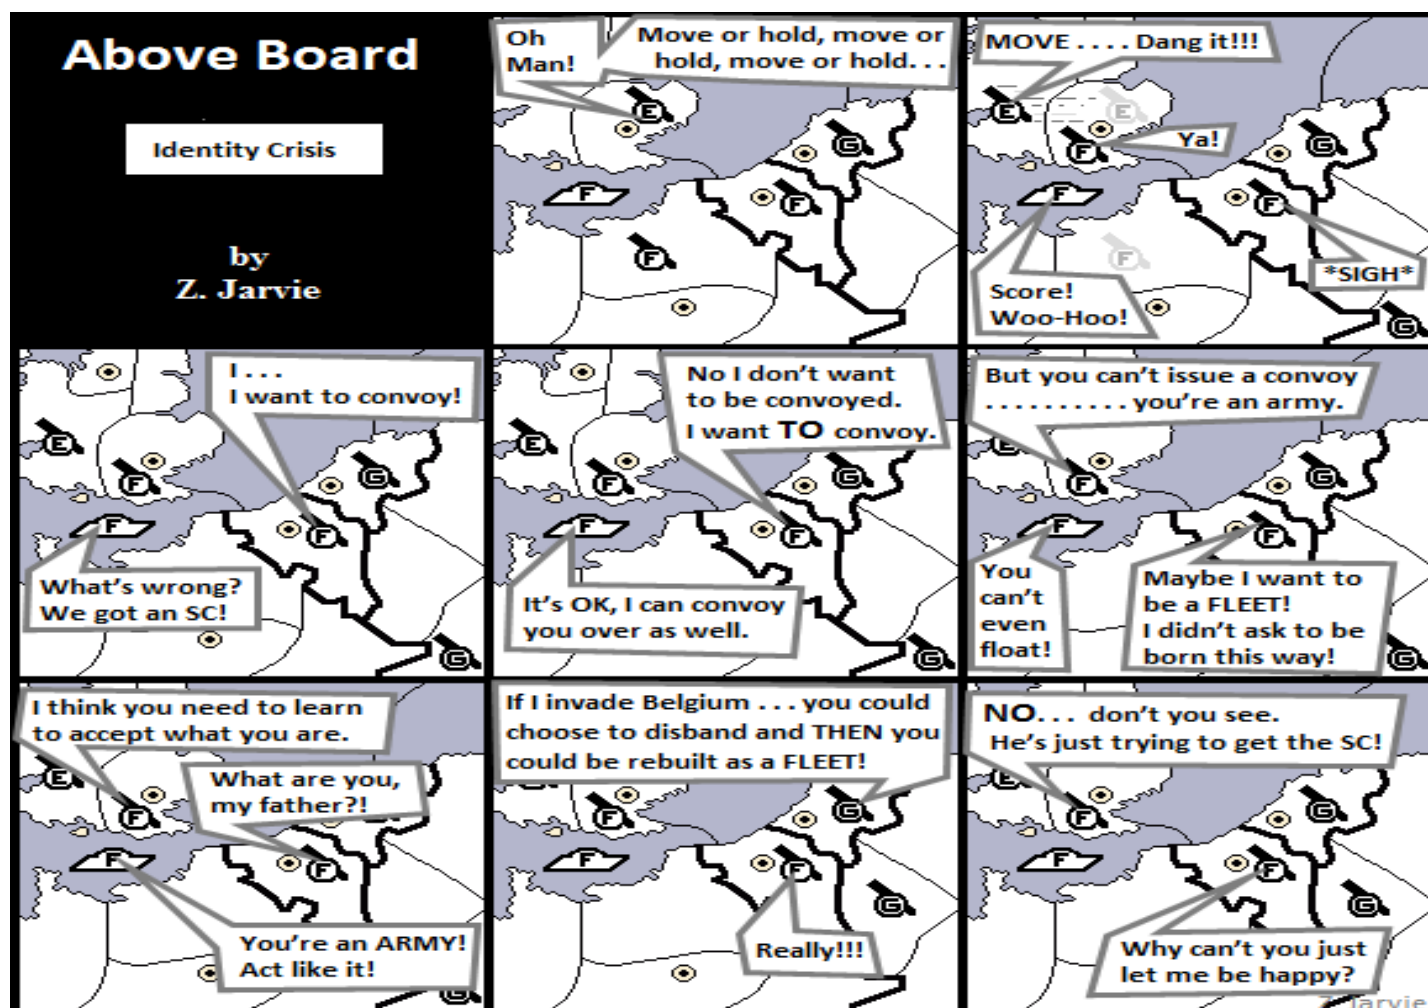 Above Board
Identity Crisis
by
Z. Jarvie
Oh
Man!
Move or hold, move or
hold, move or hold. . .
E
G
F
F
F
MOVE . . . . Dang it!!!
E
E
F
Ya!
G
F
F
*SIGH*
F
Score!
Woo-Hoo!
G
I . . .
I want to convoy!
E
F
G
F
F
What's wrong?
We got an SC!
G
No I don't want
to be convoyed.
I want TO convoy.
E
F
G
F
F
It's OK, I can convoy
you over as well.
G
But you can't issue a convoy
. . . . . . . . . . you're an army.
E
F
G
F
F
You
can't
even
float!
Maybe I want to
be a FLEET!
I didn't ask to be
born this way!
G
I think you need to learn
to accept what you are.
E
What are you,
my father?!
F
F
F
You're an ARMY!
Act like it!
G
If I invade Belgium . . . you could
choose to disband and THEN you
could be rebuilt as a FLEET!
E
F
G
F
F
G
Really!!!
NO. . . don't you see.
He's just trying to get the SC!
E
F
G
F
F
G
Why can't you just
let me be happy?
Z. Jarvie